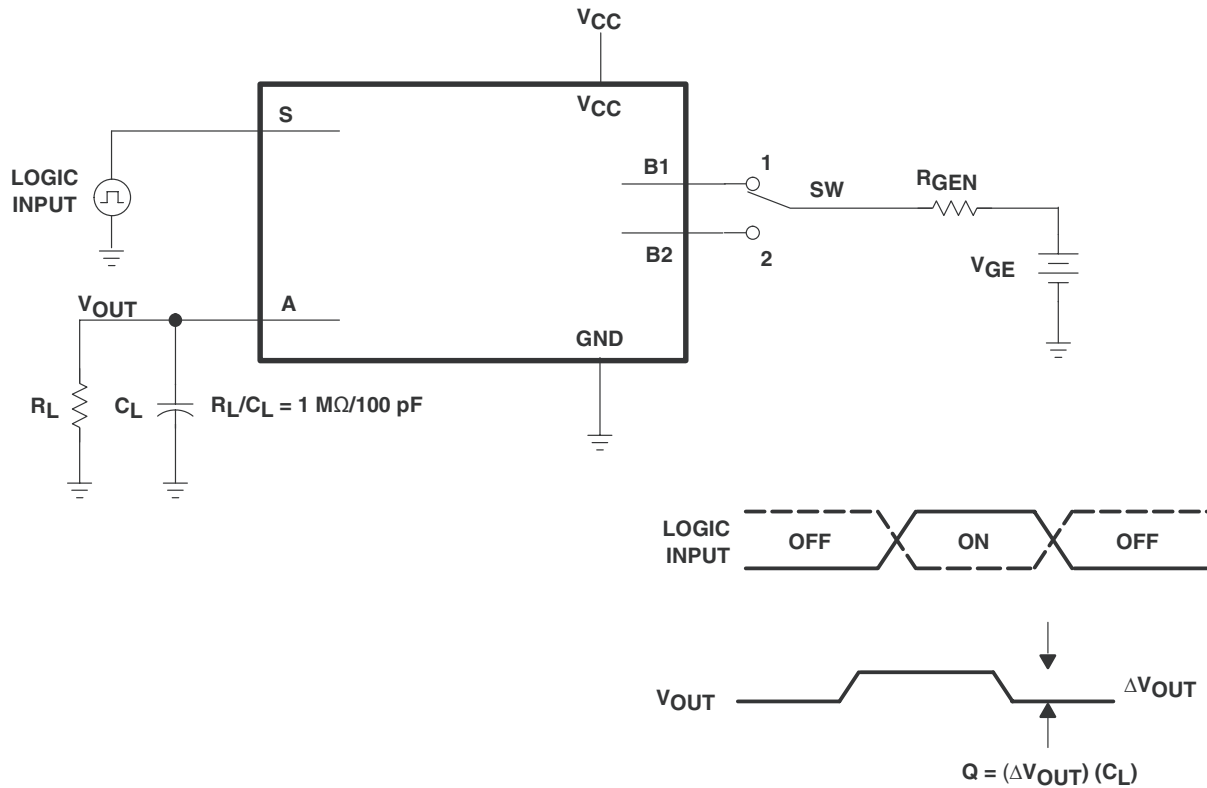 VCC
VCC
S
LOGIC
INPUT
B1
1
SW
RGEN
B2
2
VGE
VOUT
A
GND
RL
CL
RL/CL = 1 MΩ/100 pF
LOGIC
INPUT
OFF
ON
OFF
VOUT
ΔVOUT
Q = (ΔVOUT) (CL)